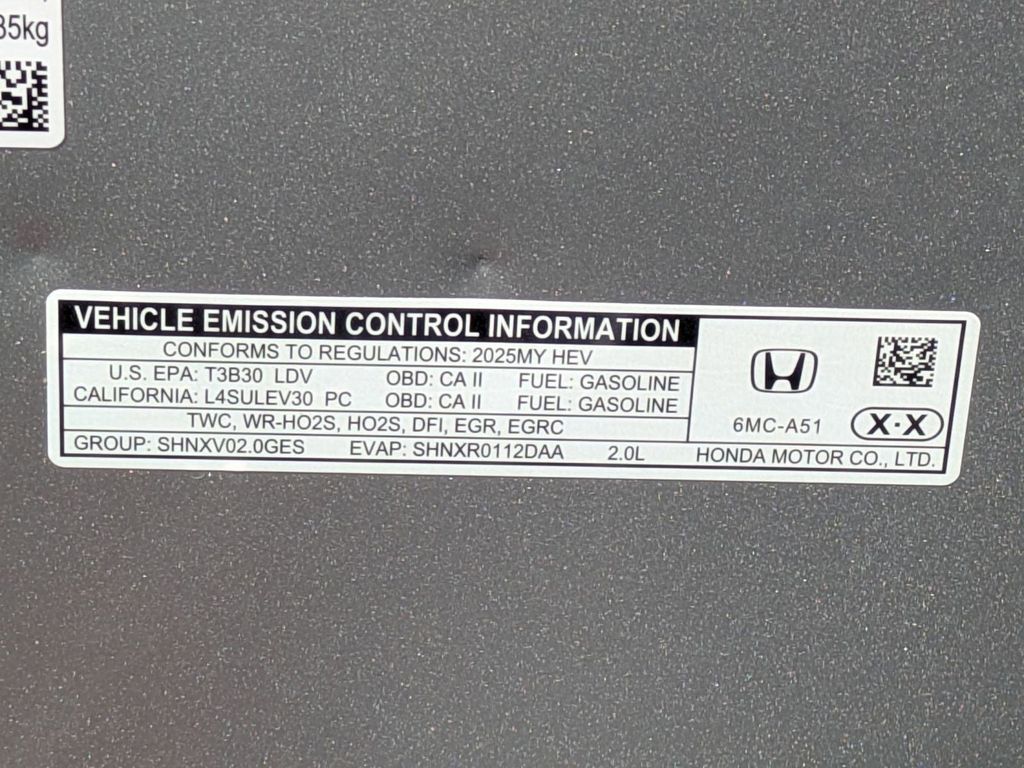 35kg
VEHICLE EMISSION CONTROL INFORMATION
CONFORMS TO REGULATIONS: 2025MY HEV
U.S. EPA: T3B30 LDV OBD: CA II FUEL: GASOLINE
CALIFORNIA: L4SULEV30 PC OBD: CA II FUEL: GASOLINE
TWC, WR-HO2S, HO2S, DFI, EGR, EGRC
GROUP: SHNXV02.0GES EVAP: SHNXR0112DAA 2.0L
6MC-A51
X·X
HONDA MOTOR CO., LTD.